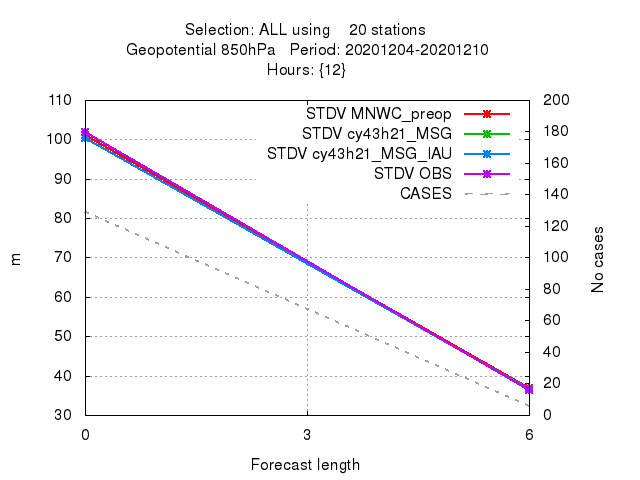 Selection: ALL using    20 stations
Geopotential 850hPa   Period: 20201204-20201210
Hours: {12}
110 200
STDV MNWC_preop
180
STDV cy43h21_MSG
100
160
STDV cy43h21_MSG_IAU
STDV OBS
90
CASES
140
80
120
m
70
100
No cases
60
80
60
50
40
40
20
30 0
0 3 6
Forecast length